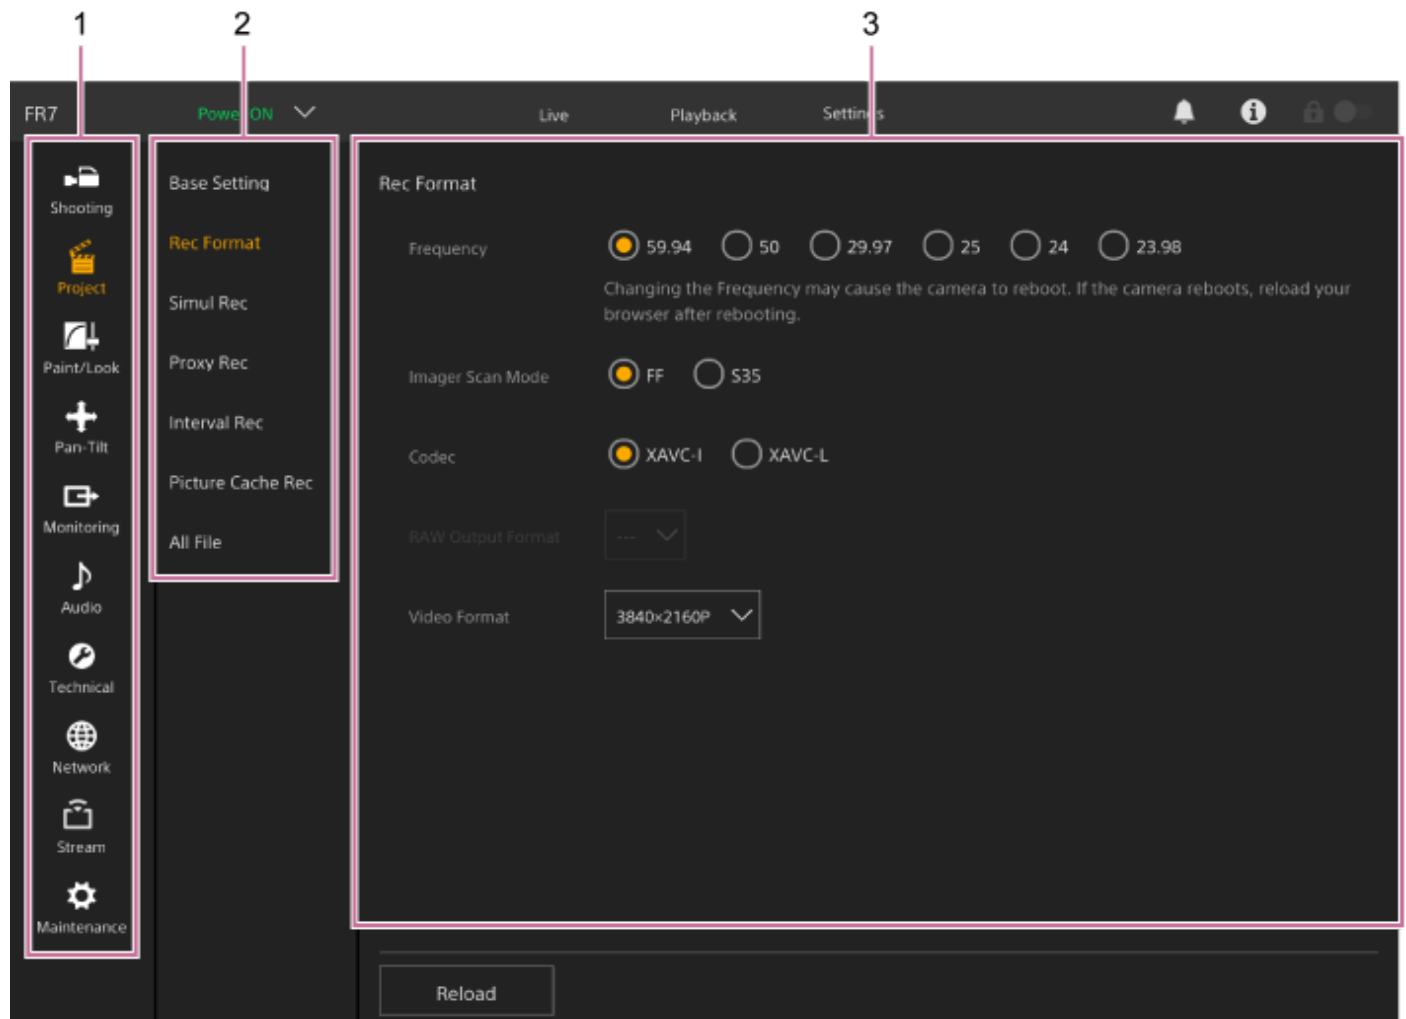 1 2 3
FR7 Power ON Live Playback Settings
Shooting
Project
Paint/Look
Pan-Tilt
Monitoring
Audio
Technical
Network
Stream
Maintenance
Base Setting
Rec Format
Simul Rec
Proxy Rec
Interval Rec
Picture Cache Rec
All File
Rec Format
Frequency 59.94 50 29.97 25 24 23.98
Changing the Frequency may cause the camera to reboot. If the camera reboots, reload your
browser after rebooting.
Imager Scan Mode FF S35
Codec XAVC-I XAVC-L
RAW Output Format ---
Video Format 3840×2160P
Reload